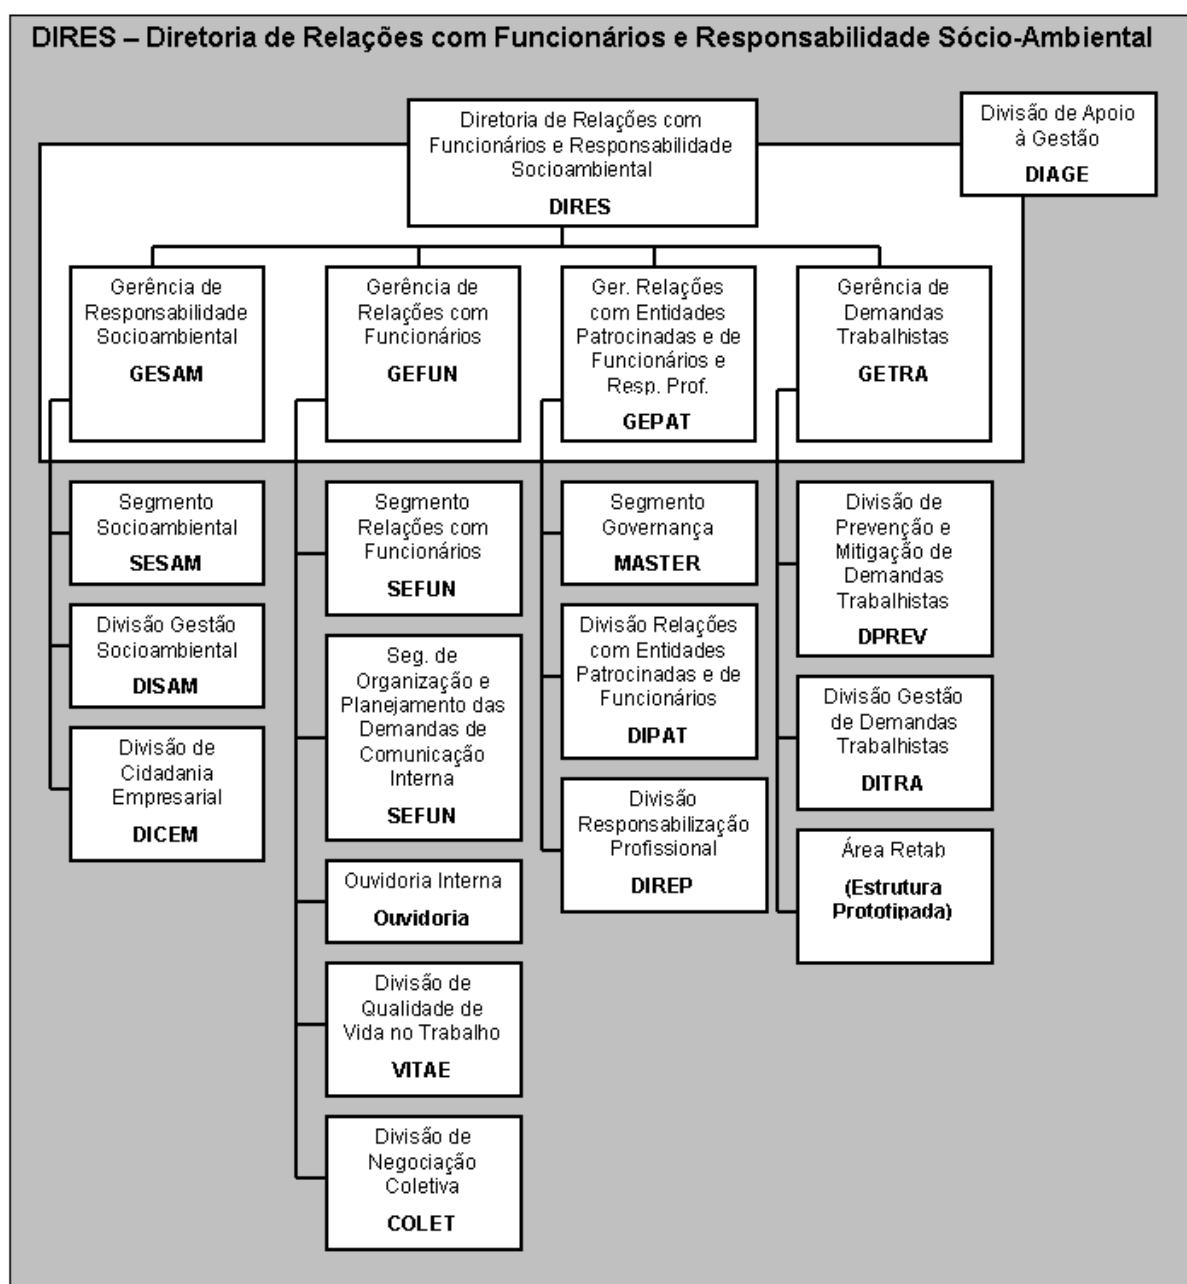 DIRES – Diretoria de Relações com Funcionários e Responsabilidade Sócio-Ambiental
Diretoria de Relações com
Funcionários e Responsabilidade
Socioambiental
DIRES
Divisão de Apoio
à Gestão
DIAGE
Gerência de
Responsabilidade
Socioambiental
GESAM
Gerência de
Relações com
Funcionários
GEFUN
Ger. Relações
com Entidades
Patrocinadas e de
Funcionários e
Resp. Prof.
GEPAT
Gerência de
Demandas
Trabalhistas
GETRA
Segmento
Socioambiental
SESAM
Divisão Gestão
Socioambiental
DISAM
Divisão de
Cidadania
Empresarial
DICEM
Segmento
Relações com
Funcionários
SEFUN
Seg. de
Organização e
Planejamento das
Demandas de
Comunicação
Interna
SEFUN
Ouvidoria Interna
Ouvidoria
Divisão de
Qualidade de
Vida no Trabalho
VITAE
Divisão de
Negociação
Coletiva
COLET
Segmento
Governança
MASTER
Divisão Relações
com Entidades
Patrocinadas e de
Funcionários
DIPAT
Divisão
Responsabilização
Profissional
DIREP
Divisão de
Prevenção e
Mitigação de
Demandas
Trabalhistas
DPREV
Divisão Gestão
de Demandas
Trabalhistas
DITRA
Área Retab
(Estrutura
Prototipada)